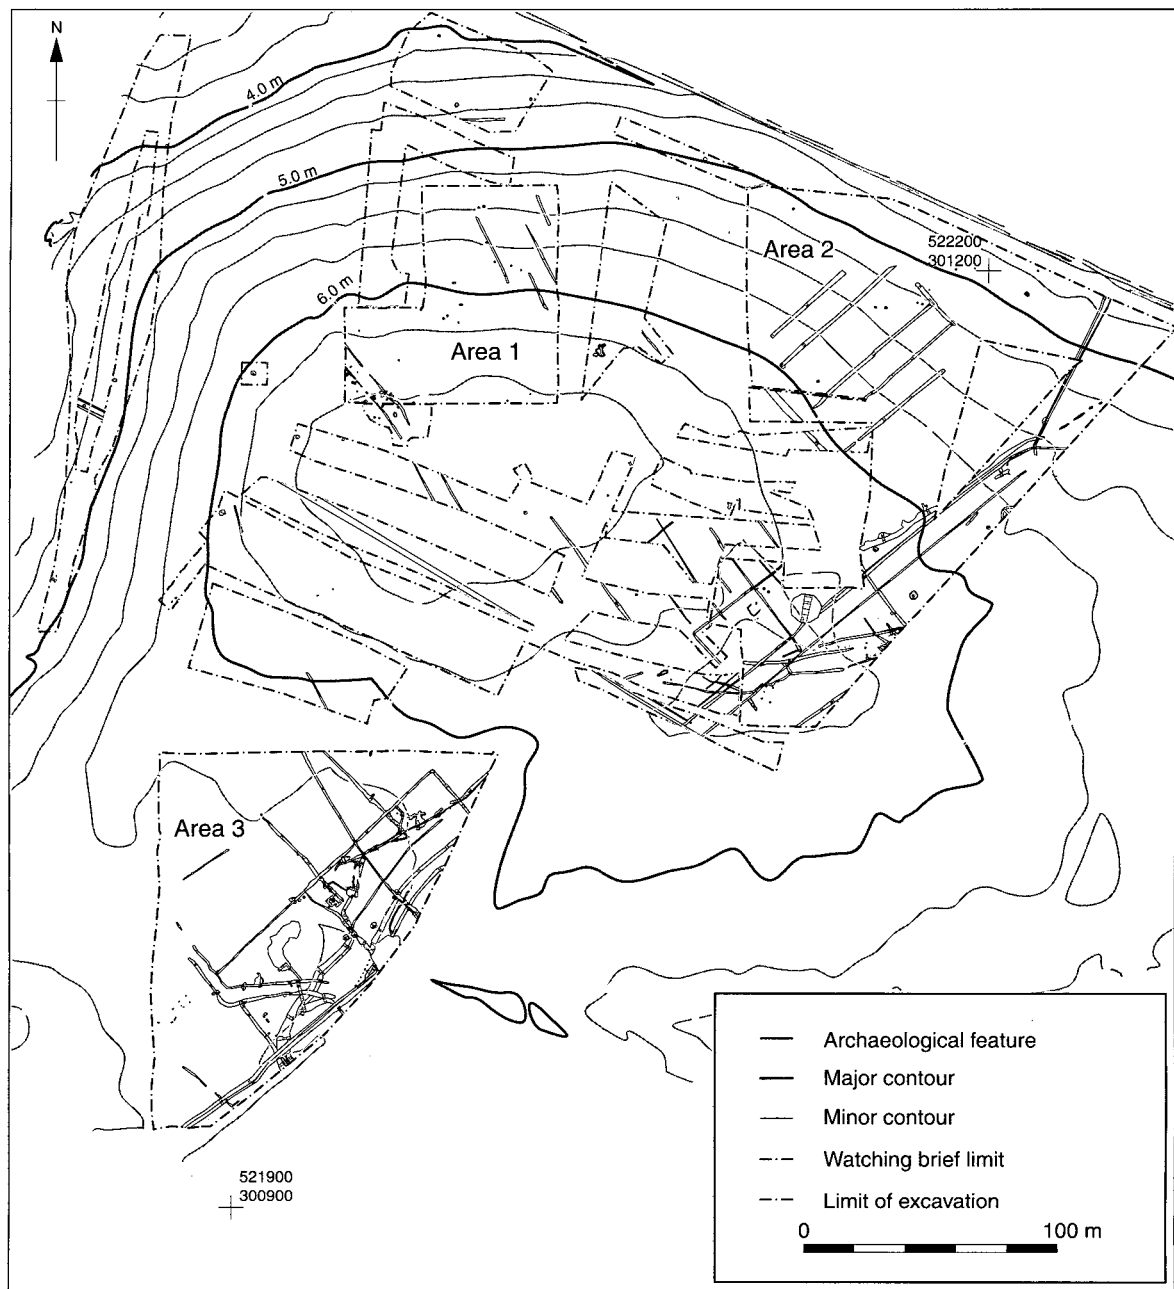 N
4.0 m
5.0 m
6.0 m
Area 2
522200
301200
Area 1
Area 3
Archaeological feature
Major contour
Minor contour
Watching brief limit
Limit of excavation
0 100 m
521900
300900